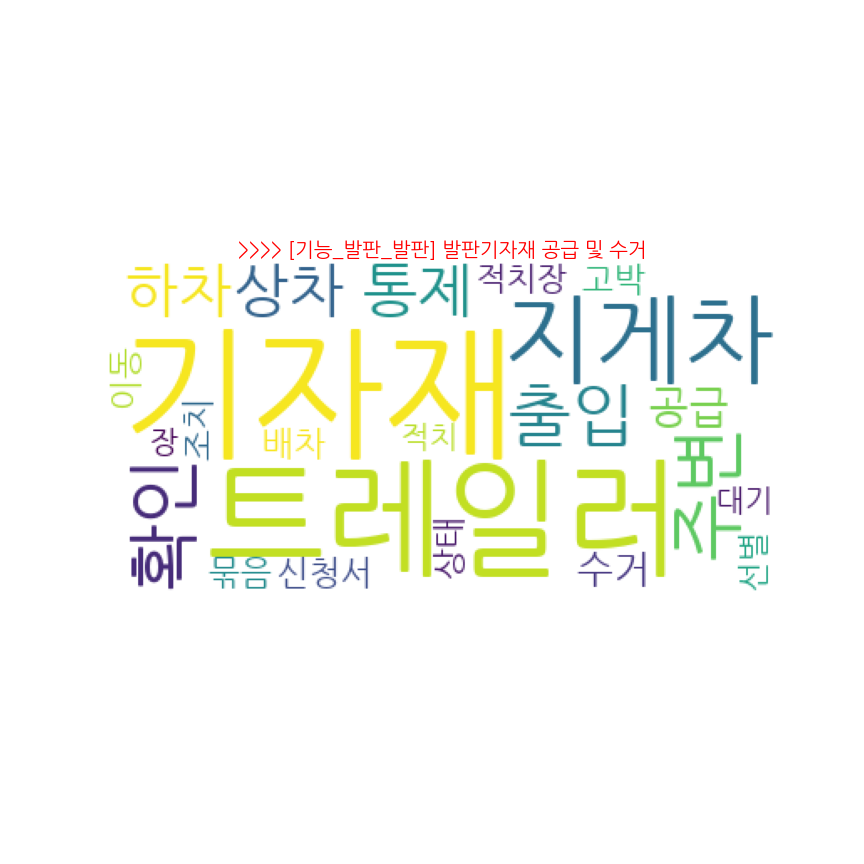 >>>> [기능_발판_발판] 발판기자재 공급 및 수거
하차
상차
통제
적치장
고박
지게차
기자재
이동
조치
장
배차
적치
출입
공급
주변
확인
트레일러
대기
상태
선별
묶음
신청서
수거